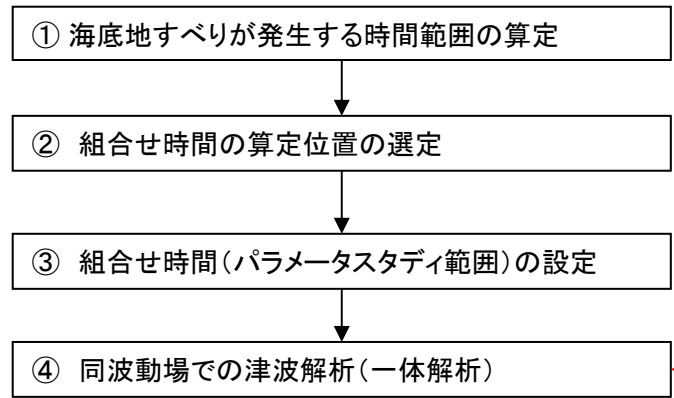 ① 海底地すべりが発生する時間範囲の算定
② 組合せ時間の算定位置の選定
③ 組合せ時間(パラメータスタディ範囲)の設定
④ 同波動場での津波解析(一体解析)